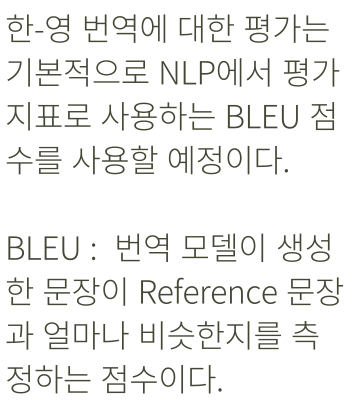 한-영 번역에 대한 평가는
기본적으로 NLP에서 평가
지표로 사용하는 BLEU 점
수를 사용할 예정이다.
BLEU :  번역 모델이 생성
한 문장이 Reference 문장
과 얼마나 비슷한지를 측
정하는 점수이다.